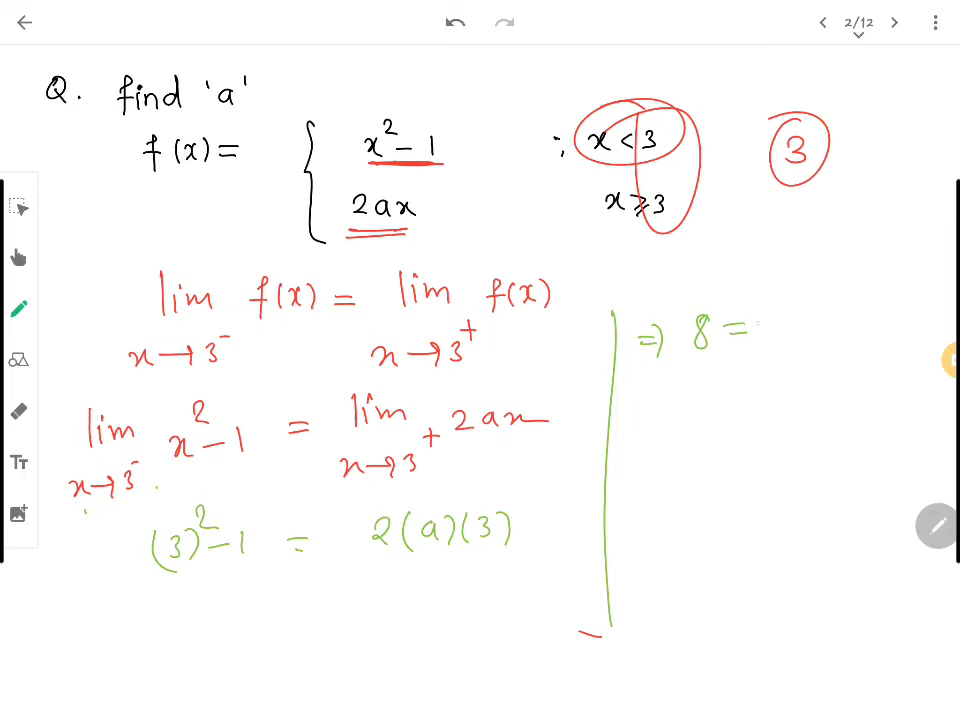 2/12
Q. find 'a'
f(x) = { x² - 1 ; x < 3
2ax x ⩾ 3
3
lim f(x) = lim f(x)
x→3⁻ x→3⁺
lim x² - 1 = lim 2ax
x→3⁻ x→3⁺
(3)² - 1 = 2(a)(3)
⇒ 8 =
TT